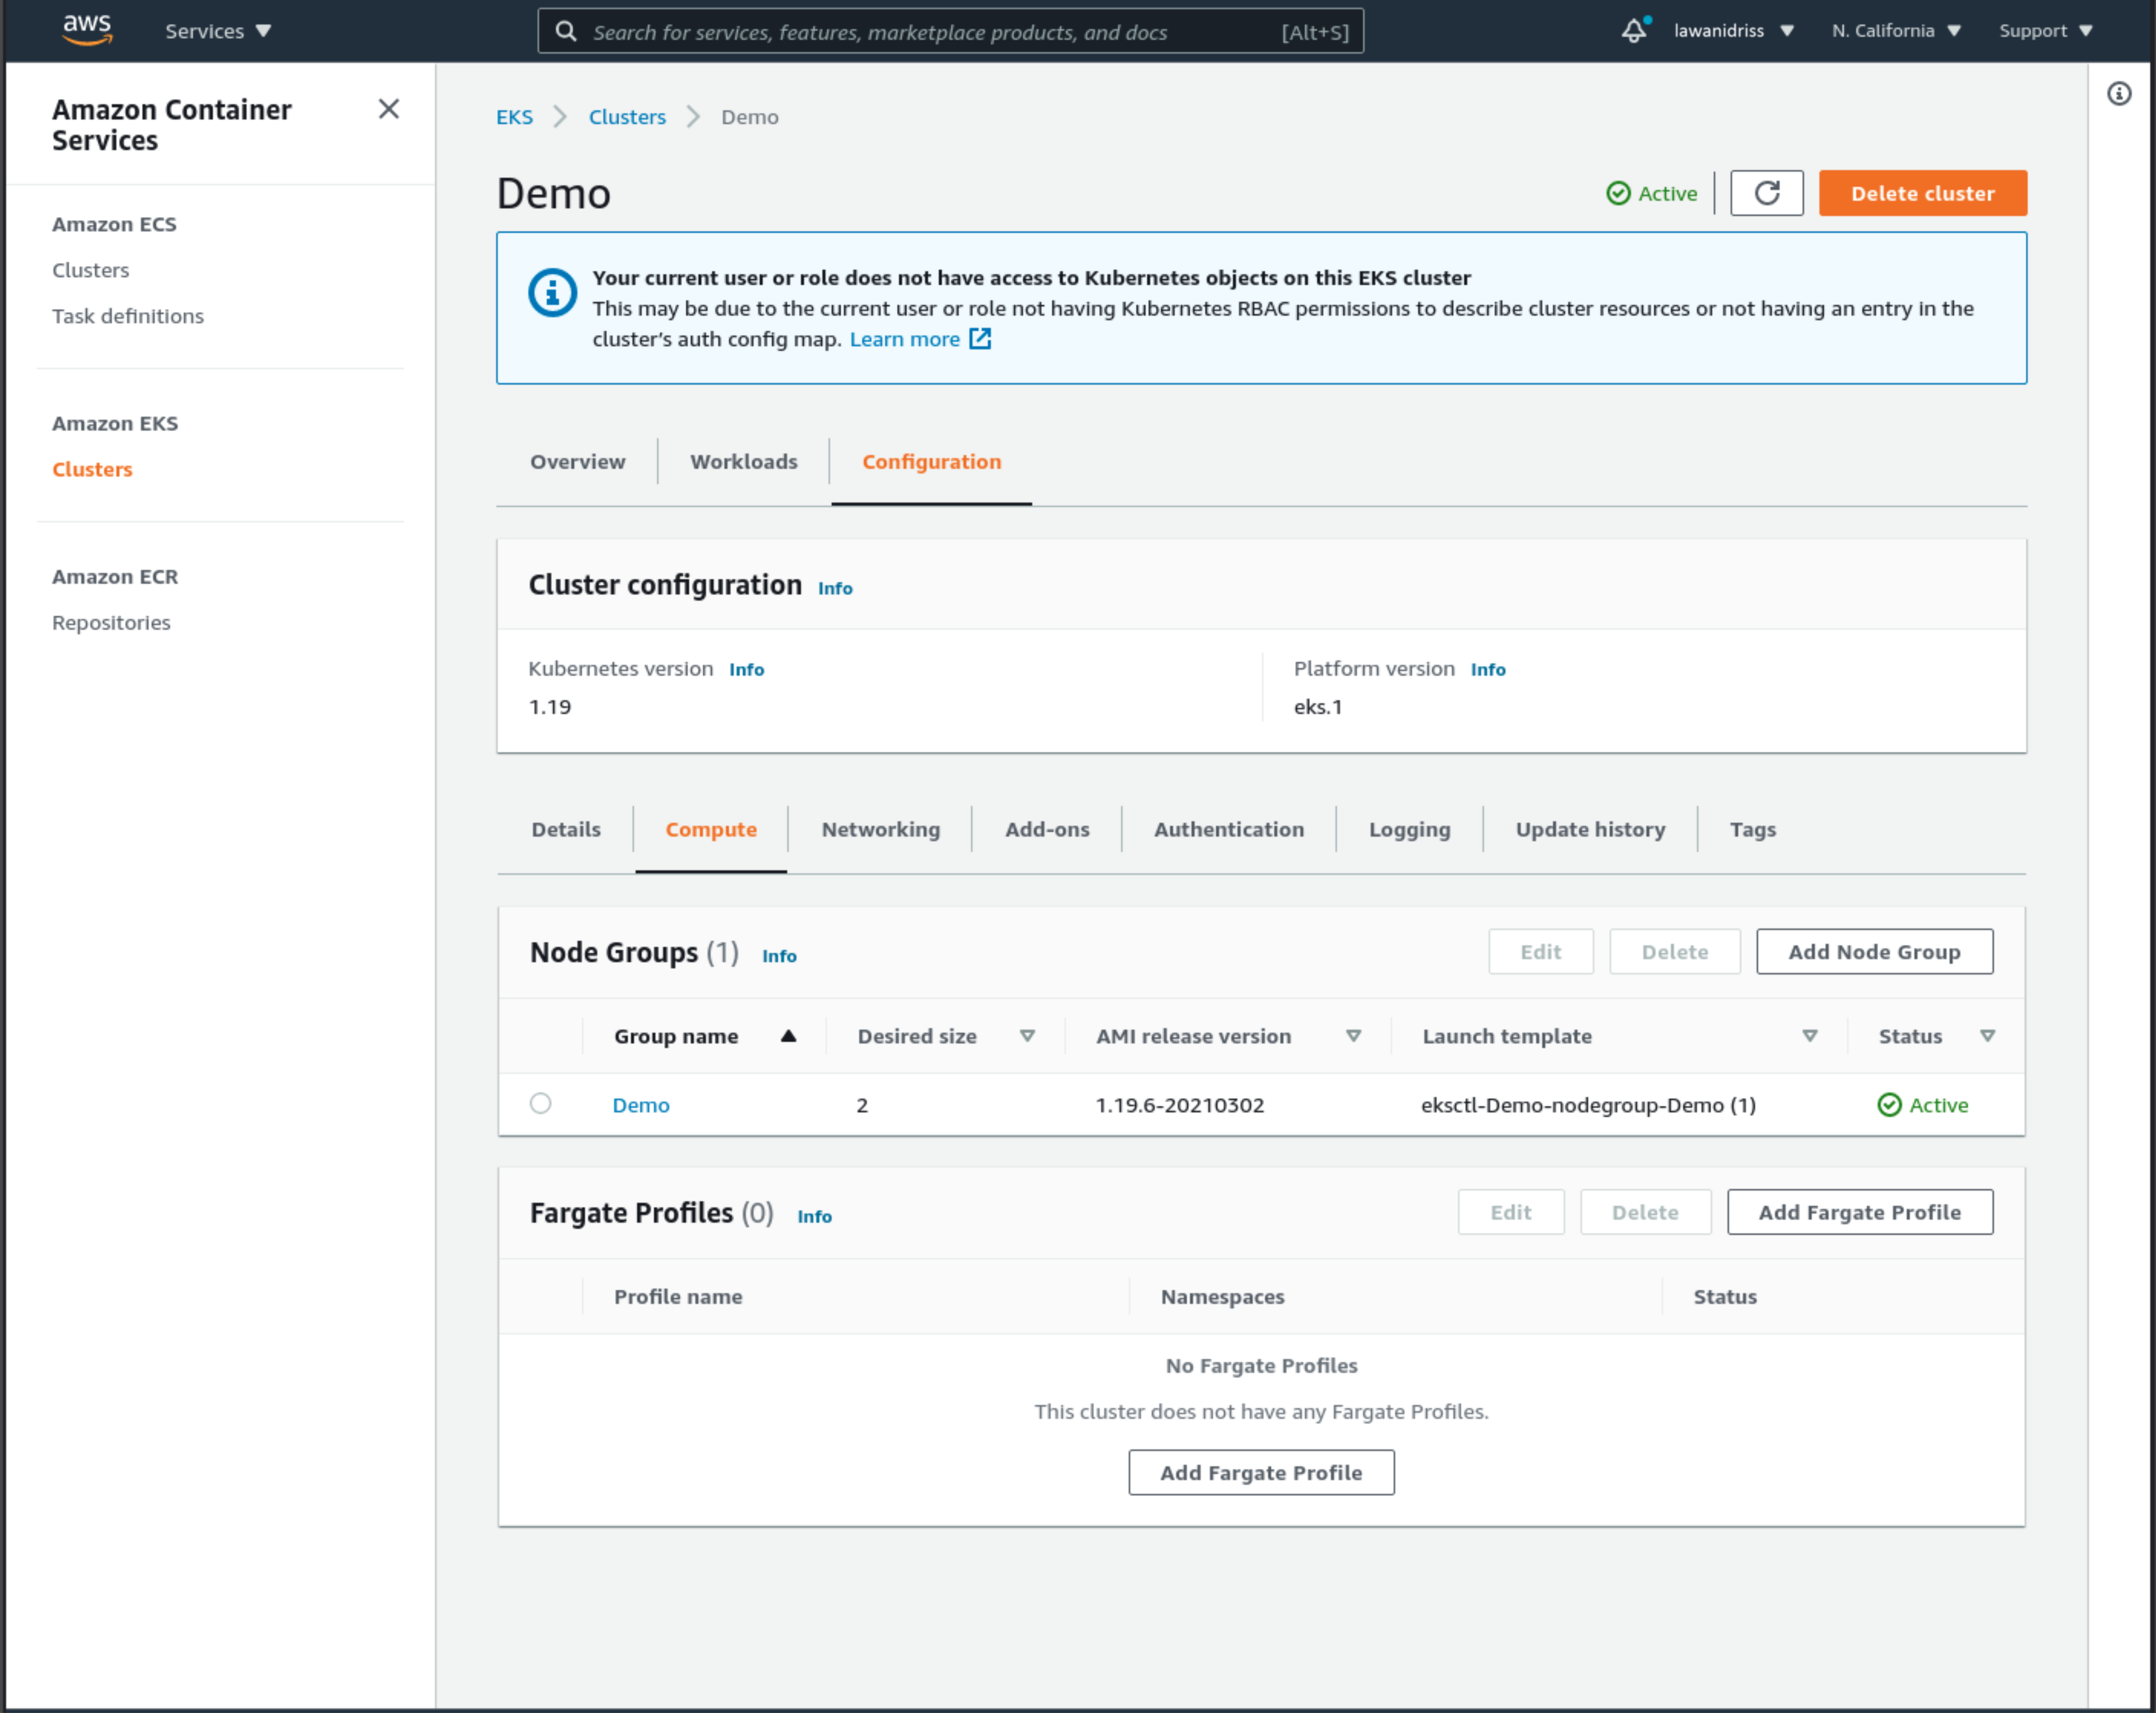 aws
Services ▼
Search for services, features, marketplace products, and docs [Alt+S]
lawanidriss ▼
N. California ▼
Support ▼
Amazon Container
Services
Amazon ECS
Clusters
Task definitions
Amazon EKS
Clusters
Amazon ECR
Repositories
EKS > Clusters > Demo
Demo
Active
Delete cluster
Your current user or role does not have access to Kubernetes objects on this EKS cluster
This may be due to the current user or role not having Kubernetes RBAC permissions to describe cluster resources or not having an entry in the
cluster's auth config map. Learn more
Overview
Workloads
Configuration
Cluster configuration Info
Kubernetes version Info
1.19
Platform version Info
eks.1
Details
Compute
Networking
Add-ons
Authentication
Logging
Update history
Tags
Node Groups (1) Info
Edit
Delete
Add Node Group
Group name
Desired size
AMI release version
Launch template
Status
Demo
2
1.19.6-20210302
eksctl-Demo-nodegroup-Demo (1)
Active
Fargate Profiles (0) Info
Edit
Delete
Add Fargate Profile
Profile name
Namespaces
Status
No Fargate Profiles
This cluster does not have any Fargate Profiles.
Add Fargate Profile